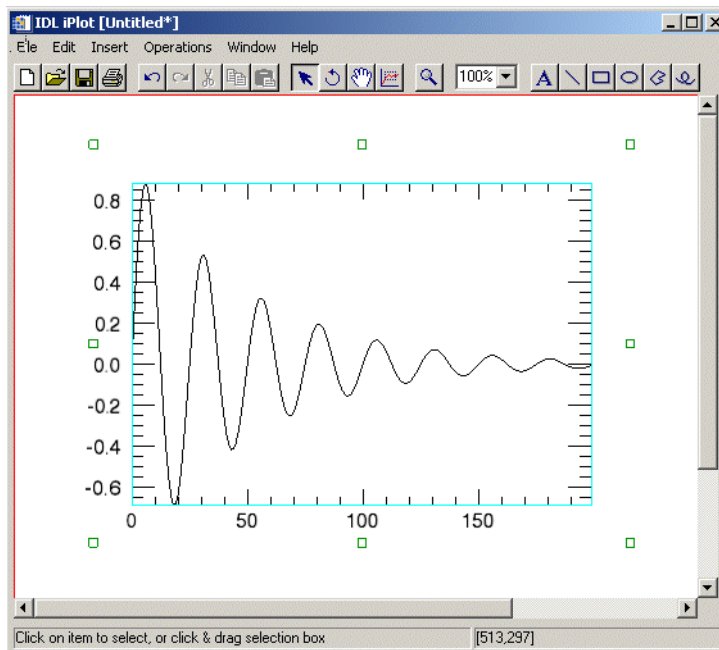 IDL iPlot [Untitled*]
. File Edit Insert Operations Window Help
100%
A
0.8
0.6
0.4
0.2
0.0
-0.2
-0.4
-0.6
0 50 100 150
Click on item to select, or click & drag selection box [513,297]